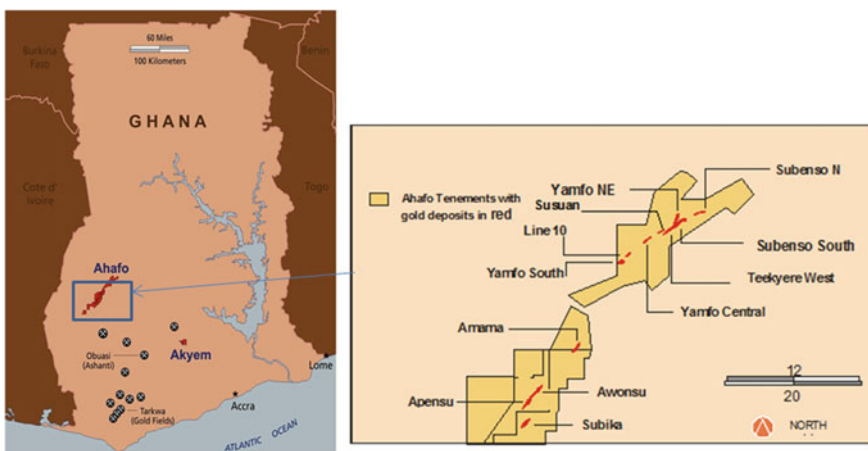 60 Miles
100 Kilometers
Burkina
Faso
Benin
GHANA
Cote d'
Ivoire
Togo
Ahafo
Akyem
Obuasi
(Ashanti)
Tarkwa
(Gold Fields)
Accra
Lome
ATLANTIC OCEAN
Ahafo Tenements with
gold deposits in red
Subenso N
Yamfo NE
Susuan
Line 10
Subenso South
Yamfo South
Teekyere West
Yamfo Central
Amama
Apensu
Awonsu
Subika
12
20
NORTH